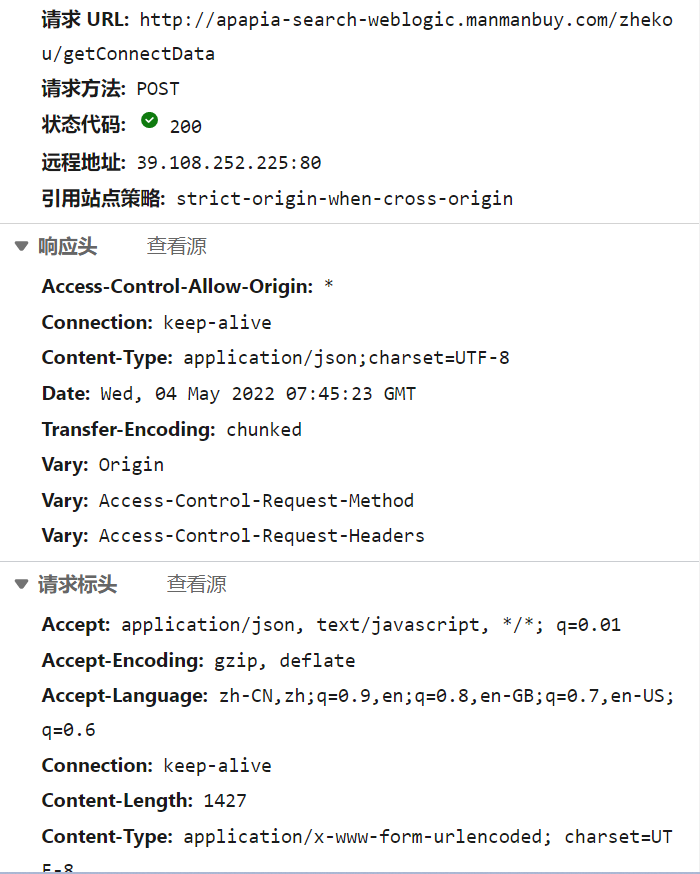 请求 URL: http://apapia-search-weblogic.manmanbuy.com/zheko
u/getConnectData
请求方法: POST
状态代码: 200
远程地址: 39.108.252.225:80
引用站点策略: strict-origin-when-cross-origin
响应头 查看源
Access-Control-Allow-Origin: *
Connection: keep-alive
Content-Type: application/json;charset=UTF-8
Date: Wed, 04 May 2022 07:45:23 GMT
Transfer-Encoding: chunked
Vary: Origin
Vary: Access-Control-Request-Method
Vary: Access-Control-Request-Headers
请求标头 查看源
Accept: application/json, text/javascript, */*; q=0.01
Accept-Encoding: gzip, deflate
Accept-Language: zh-CN,zh;q=0.9,en;q=0.8,en-GB;q=0.7,en-US;
q=0.6
Connection: keep-alive
Content-Length: 1427
Content-Type: application/x-www-form-urlencoded; charset=UT
F-8